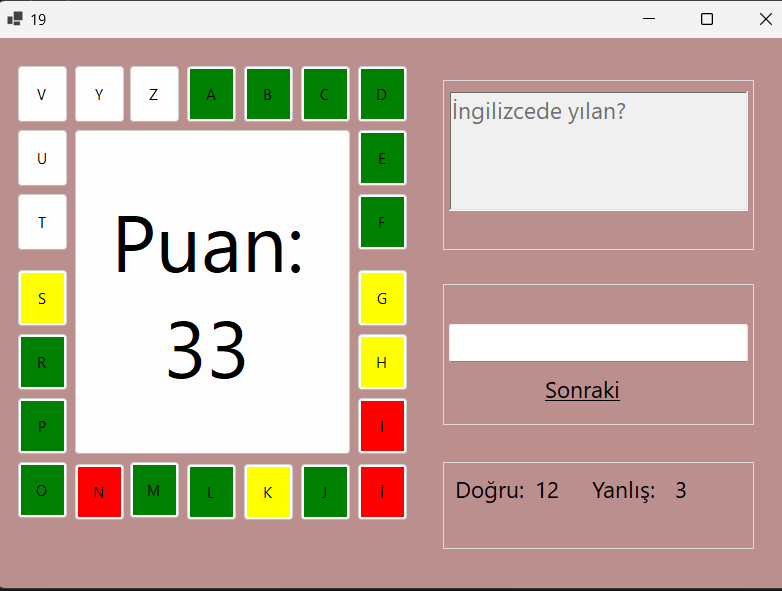 19
V Y Z A B C D
U E
T F
S G
R H
P I
O N M L K J İ
Puan:
33
İngilizcede yılan?
Sonraki
Doğru: 12 Yanlış: 3